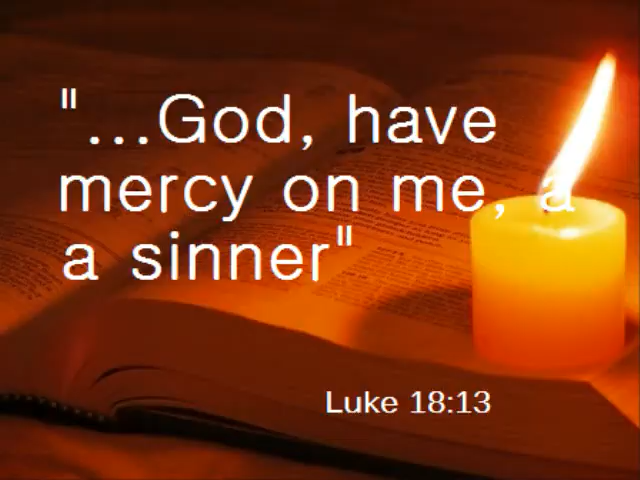 "...God, have
mercy on me, a
a sinner"
Luke 18:13